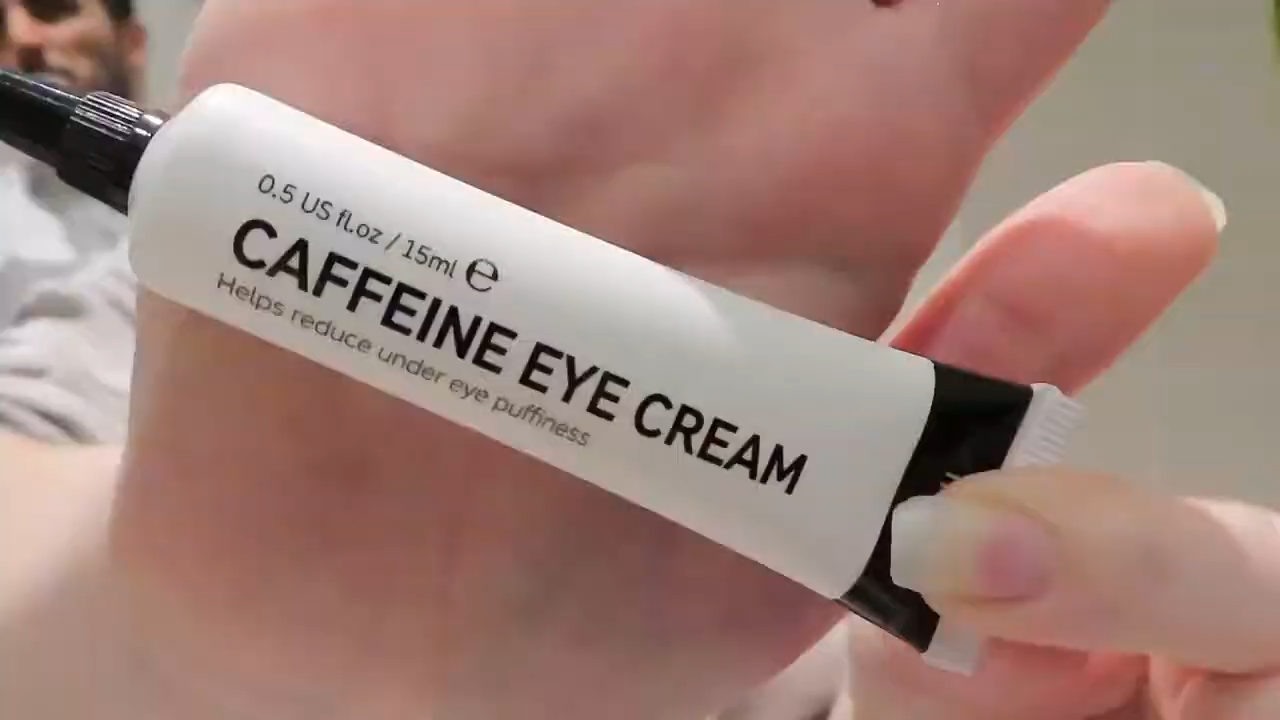 0.5 US fl.oz / 15ml ℮
CAFFEINE EYE CREAM
Helps reduce under eye puffiness